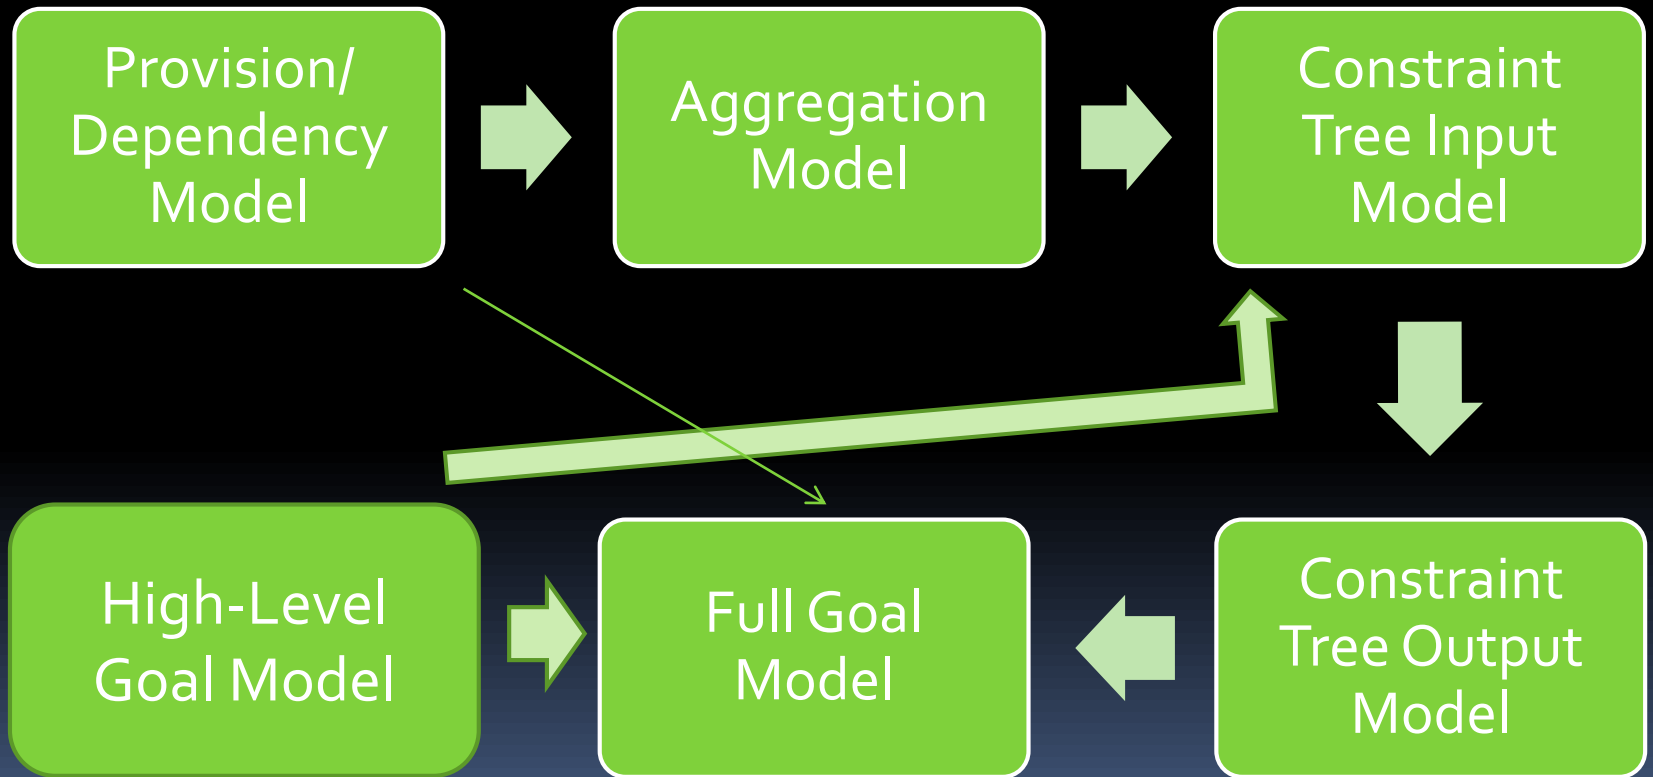 Provision/
Dependency
Model
Aggregation
Model
Constraint
Tree Input
Model
High-Level
Goal Model
Full Goal
Model
Constraint
Tree Output
Model